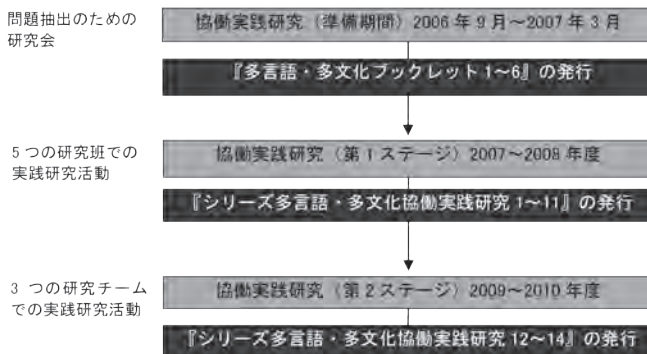 問題抽出のための
研究会
協働実践研究（準備期間）2006 年 9 月～2007 年 3 月
『多言語・多文化ブックレット 1～6』の発行
5 つの研究班での
実践研究活動
協働実践研究（第 1 ステージ）2007～2008 年度
『シリーズ多言語・多文化協働実践研究 1～11』の発行
3 つの研究チーム
での実践研究活動
協働実践研究（第 2 ステージ）2009～2010 年度
『シリーズ多言語・多文化協働実践研究 12～14』の発行